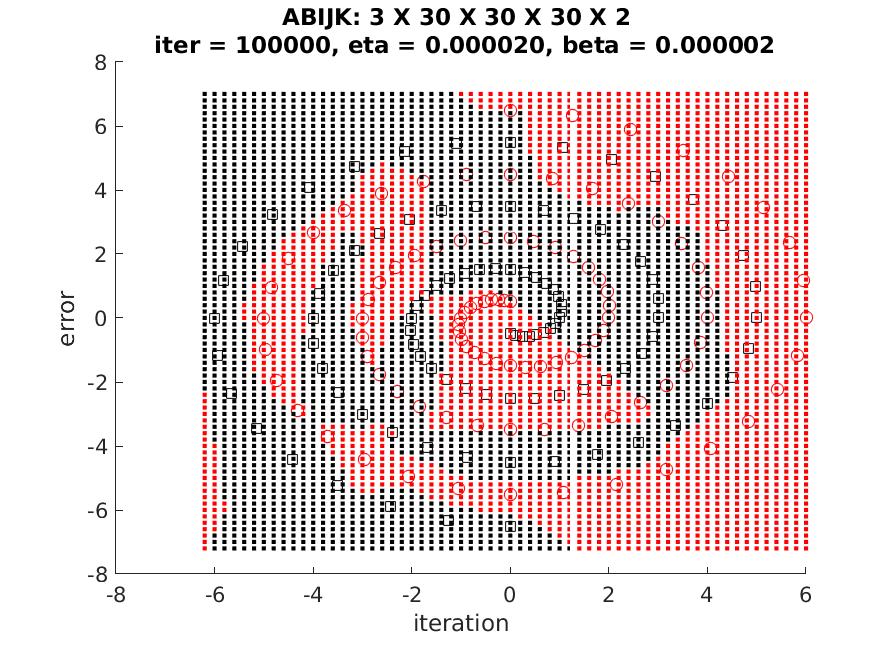 ABIJK: 3 X 30 X 30 X 30 X 2
iter = 100000, eta = 0.000020, beta = 0.000002
8
6
4
2
0
-2
-4
-6
-8
error
-8 -6 -4 -2 0 2 4 6
iteration